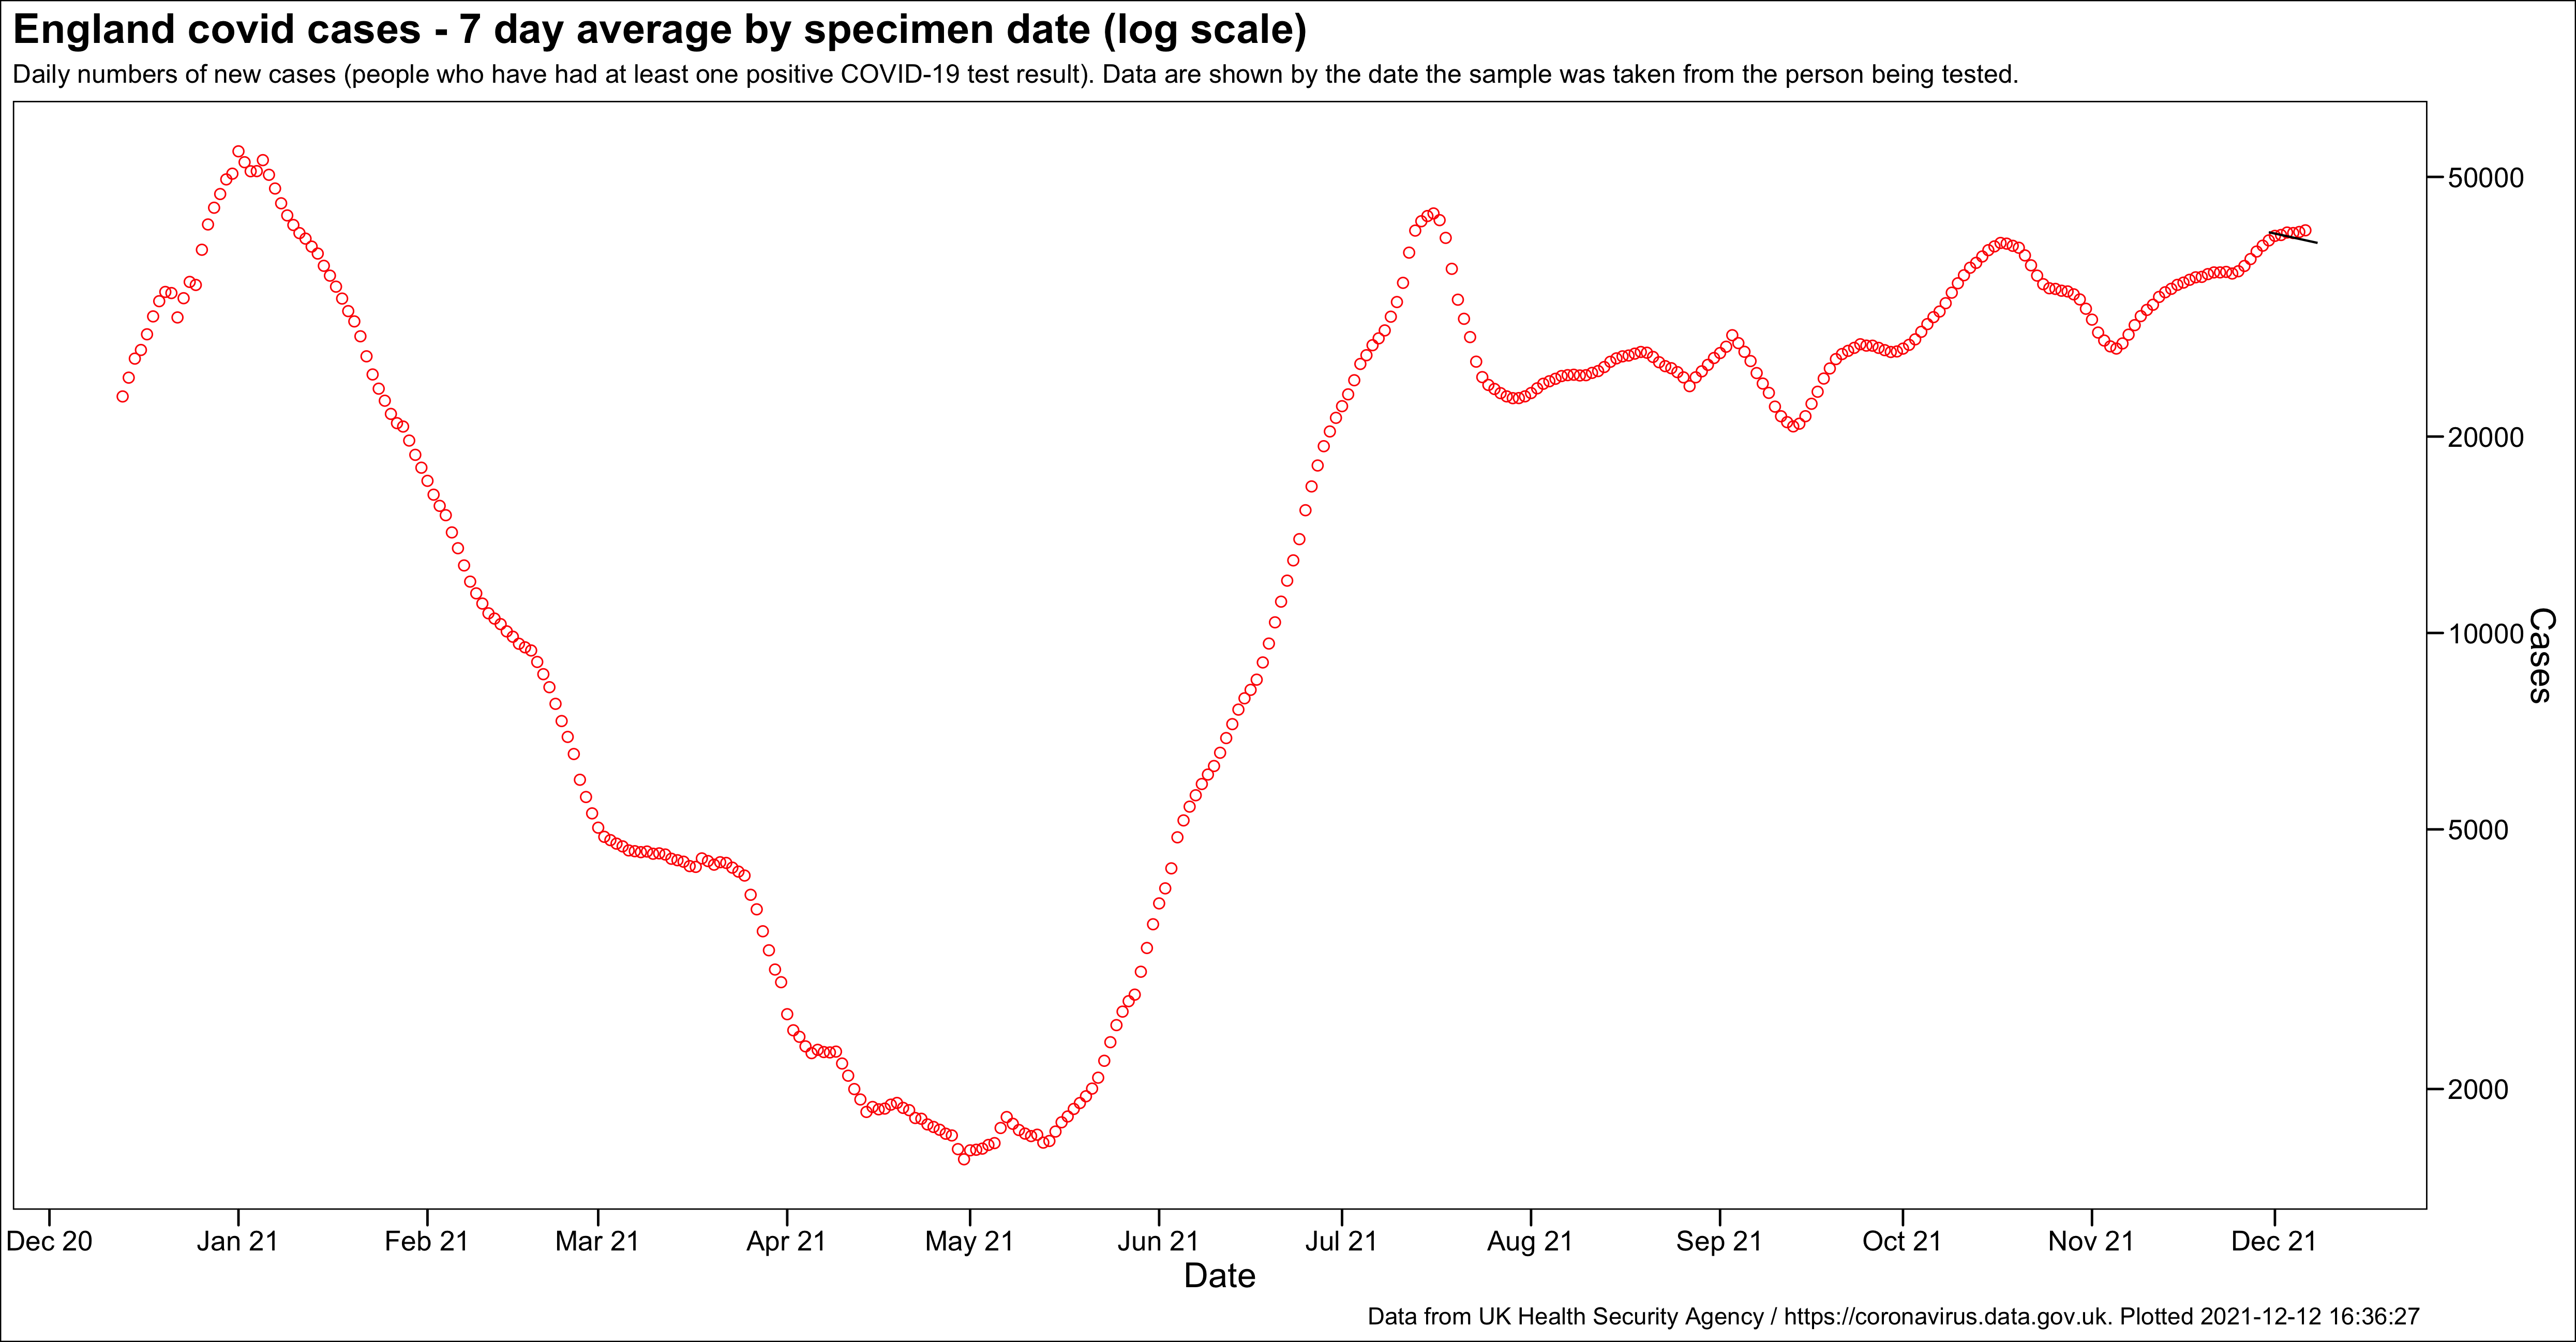 England covid cases - 7 day average by specimen date (log scale)
Daily numbers of new cases (people who have had at least one positive COVID-19 test result). Data are shown by the date the sample was taken from the person being tested.
50000
20000
10000
5000
2000
Cases
Dec 20 Jan 21 Feb 21 Mar 21 Apr 21 May 21 Jun 21 Jul 21 Aug 21 Sep 21 Oct 21 Nov 21 Dec 21
Date
Data from UK Health Security Agency / https://coronavirus.data.gov.uk. Plotted 2021-12-12 16:36:27